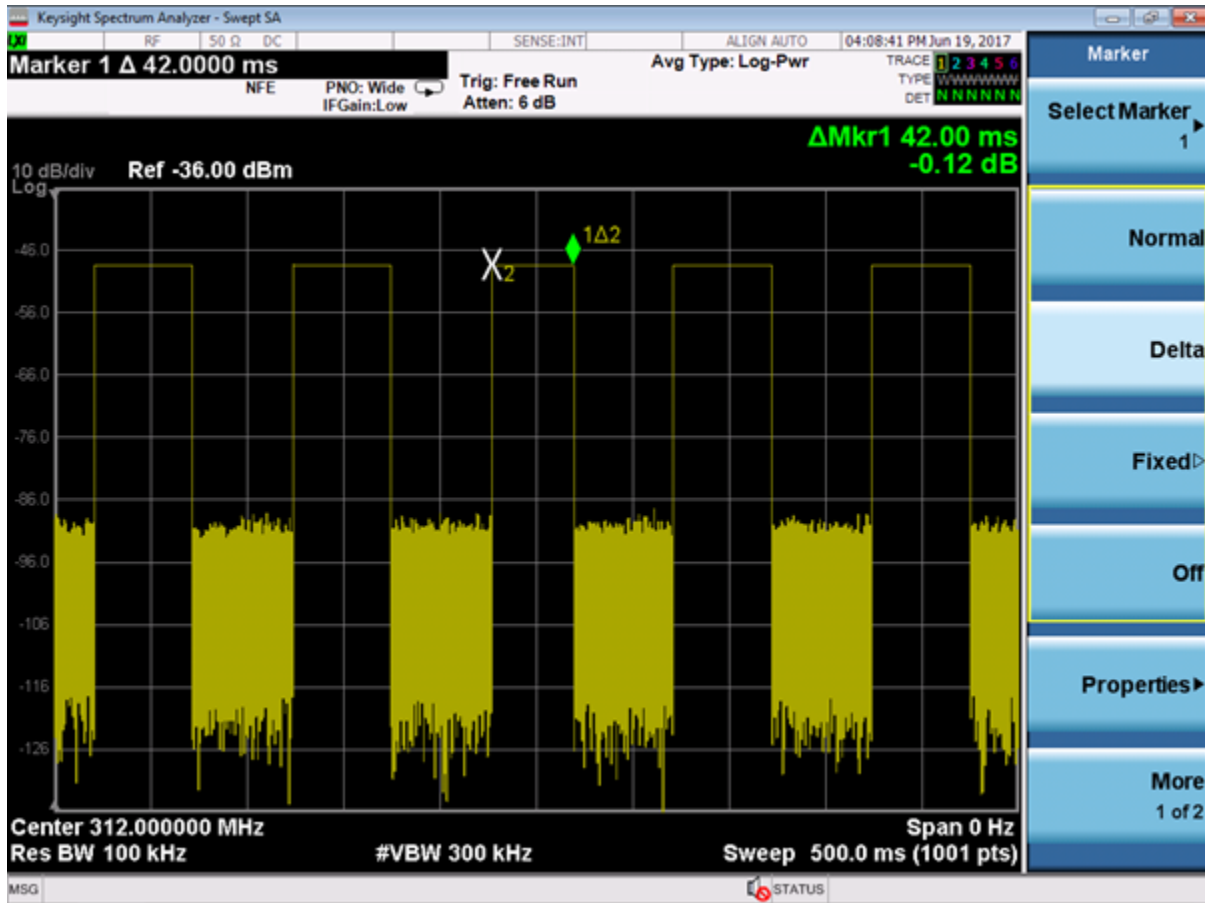 Keysight Spectrum Analyzer - Swept SA
LXI RF 50 Ω DC SENSE:INT ALIGN AUTO 04:08:41 PM Jun 19, 2017
Marker 1 Δ 42.0000 ms
NFE
PNO: Wide
IFGain:Low
Trig: Free Run
Atten: 6 dB
Avg Type: Log-Pwr
TRACE 1 2 3 4 5 6
TYPE WWWWWW
DET N N N N N N
ΔMkr1 42.00 ms
-0.12 dB
10 dB/div
Log
Ref -36.00 dBm
1Δ2
X2
-46.0
-56.0
-66.0
-76.0
-86.0
-96.0
-106
-116
-126
Center 312.000000 MHz
Span 0 Hz
Res BW 100 kHz
#VBW 300 kHz
Sweep 500.0 ms (1001 pts)
MSG
STATUS
Marker
Select Marker
1
Normal
Delta
Fixed
Off
Properties
More
1 of 2